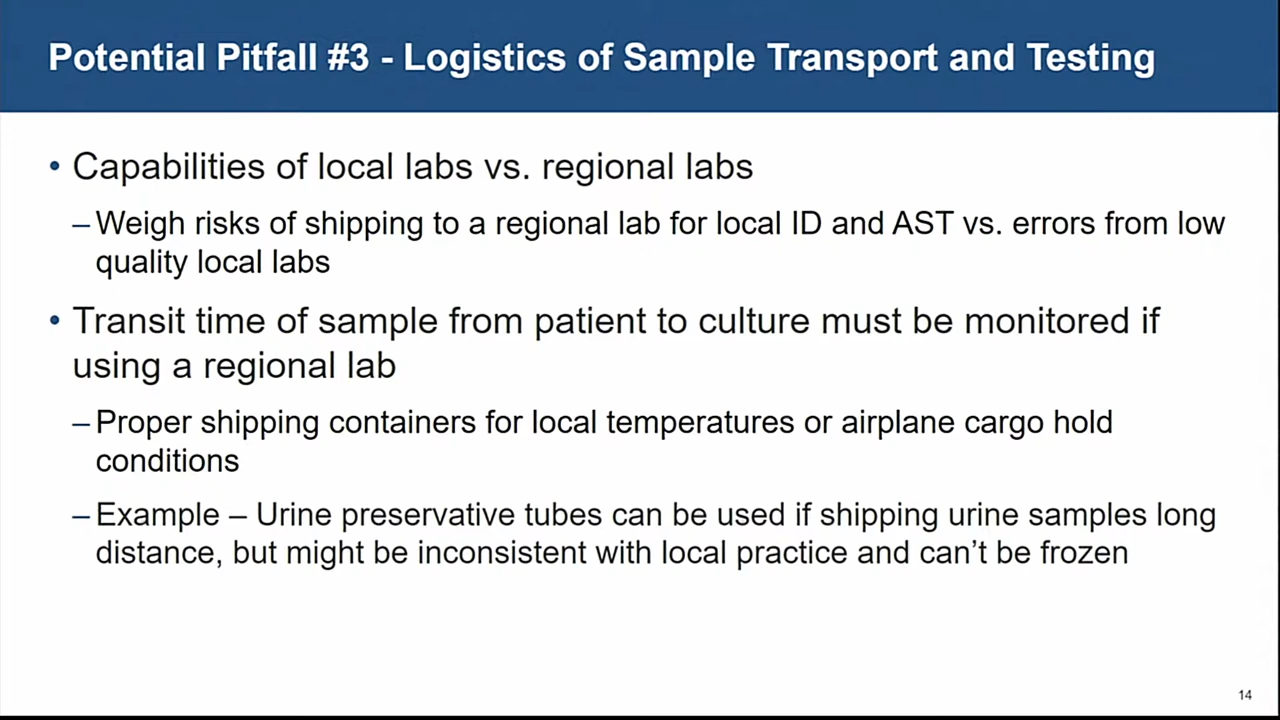 Potential Pitfall #3 - Logistics of Sample Transport and Testing
• Capabilities of local labs vs. regional labs
– Weigh risks of shipping to a regional lab for local ID and AST vs. errors from low
quality local labs
• Transit time of sample from patient to culture must be monitored if
using a regional lab
– Proper shipping containers for local temperatures or airplane cargo hold
conditions
– Example – Urine preservative tubes can be used if shipping urine samples long
distance, but might be inconsistent with local practice and can’t be frozen
14